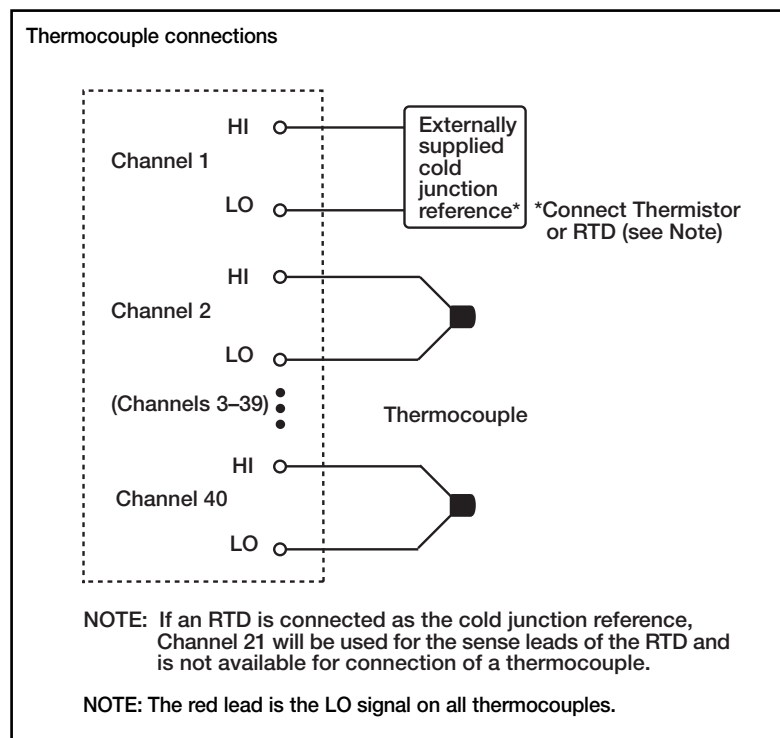 Thermocouple connections
HI
Channel 1
LO
Externally
supplied
cold
junction
reference*
*Connect Thermistor
or RTD (see Note)
HI
Channel 2
LO
(Channels 3–39)
Thermocouple
HI
Channel 40
LO
NOTE: If an RTD is connected as the cold junction reference,
Channel 21 will be used for the sense leads of the RTD and
is not available for connection of a thermocouple.
NOTE: The red lead is the LO signal on all thermocouples.